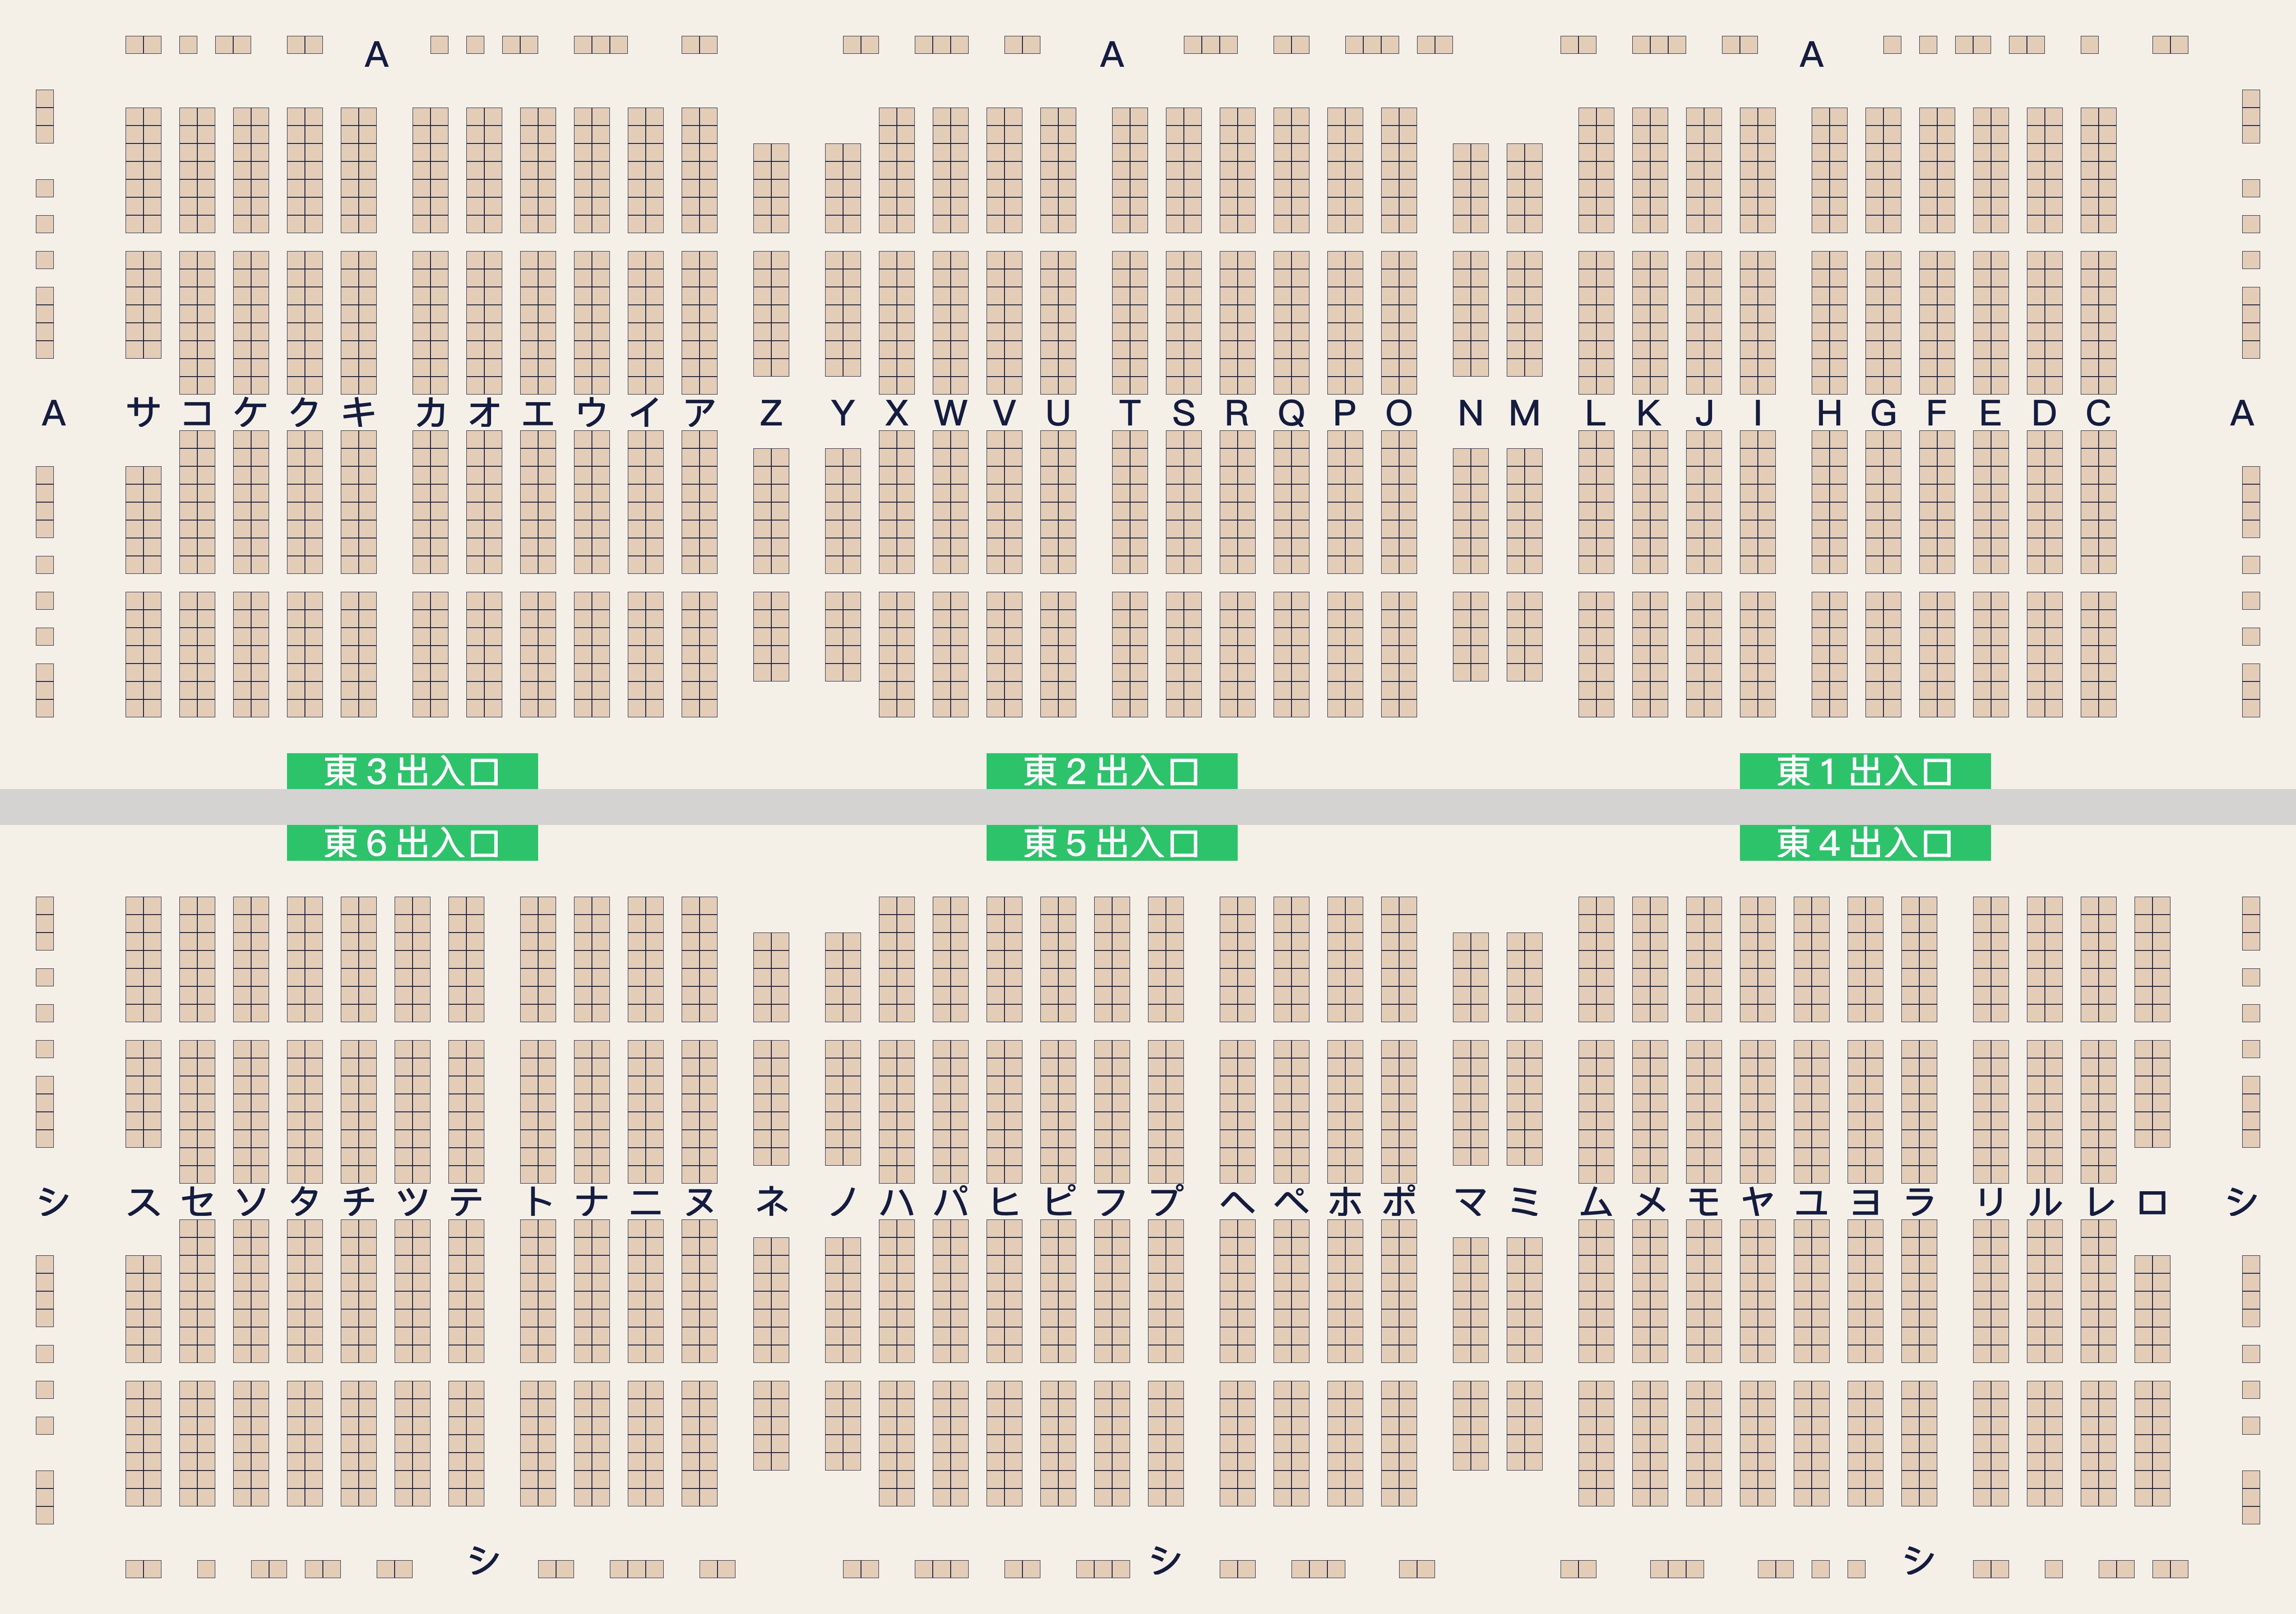 A A A
A サ コ ケ ク キ カ オ エ ウ イ ア Z Y X W V U T S R Q P O N M L K J I H G F E D C A
東3出入口 東2出入口 東1出入口
東6出入口 東5出入口 東4出入口
シ ス セ ソ タ チ ツ テ ト ナ ニ ヌ ネ ノ ハ パ ヒ ピ フ プ ヘ ペ ホ ポ マ ミ ム メ モ ヤ ユ ヨ ラ リ ル レ ロ シ
シ シ シ